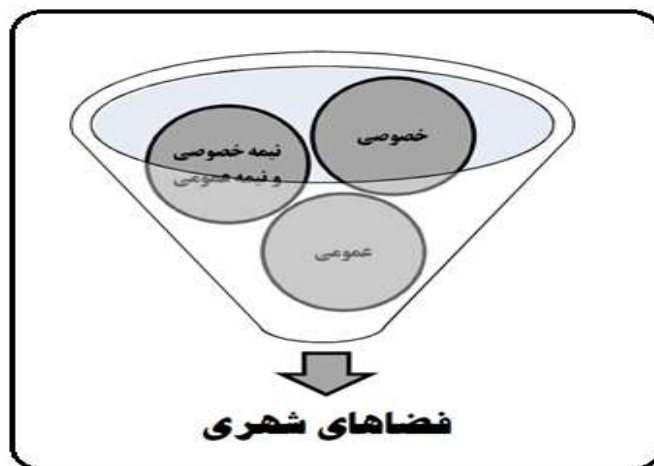 خصوصی
نیمه خصوصی
و نیمه عمومی
عمومی
فضاهای شهری